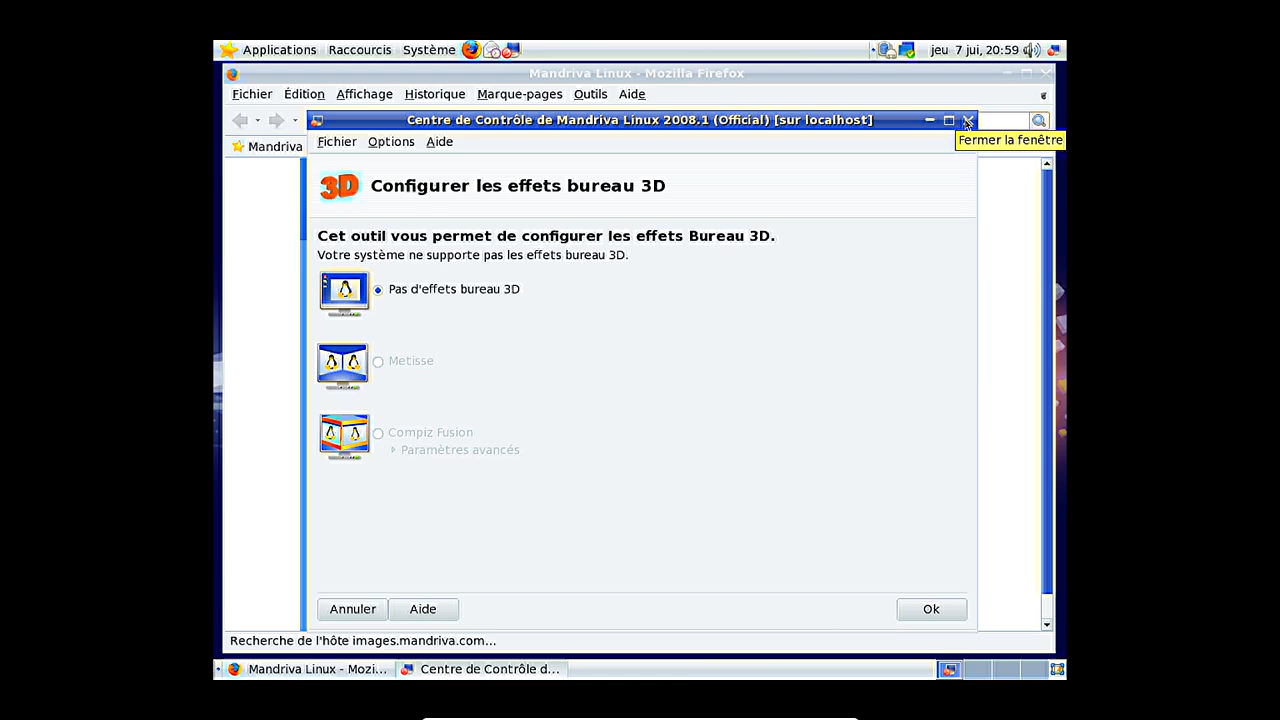 Applications Raccourcis Système jeu 7 jui, 20:59
Mandriva Linux - Mozilla Firefox
Fichier Édition Affichage Historique Marque-pages Outils Aide
Centre de Contrôle de Mandriva Linux 2008.1 (Official) [sur localhost]
Fermer la fenêtre
Mandriva
Fichier Options Aide
3D Configurer les effets bureau 3D
Cet outil vous permet de configurer les effets Bureau 3D.
Votre système ne supporte pas les effets bureau 3D.
Pas d'effets bureau 3D
Metisse
Compiz Fusion
Paramètres avancés
Annuler Aide Ok
Recherche de l'hôte images.mandriva.com...
Mandriva Linux - Mozi... Centre de Contrôle d...